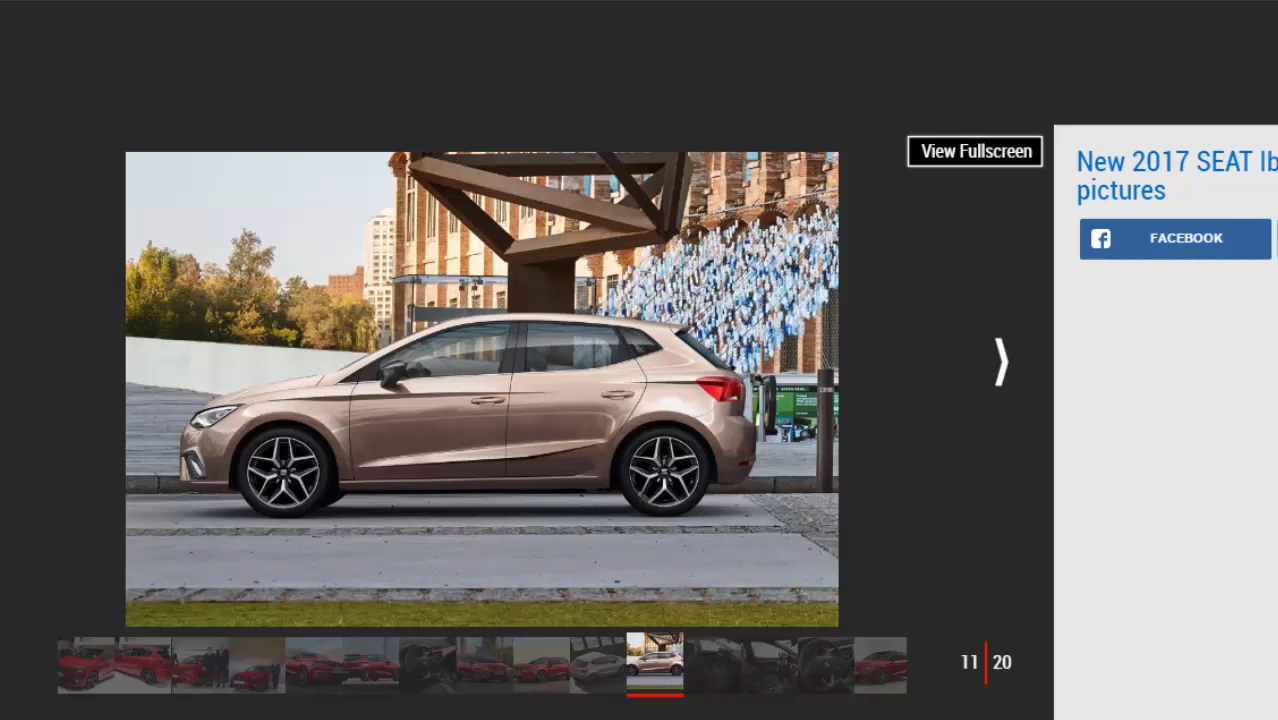 View Fullscreen
New 2017 SEAT Ib
pictures
FACEBOOK
11 20